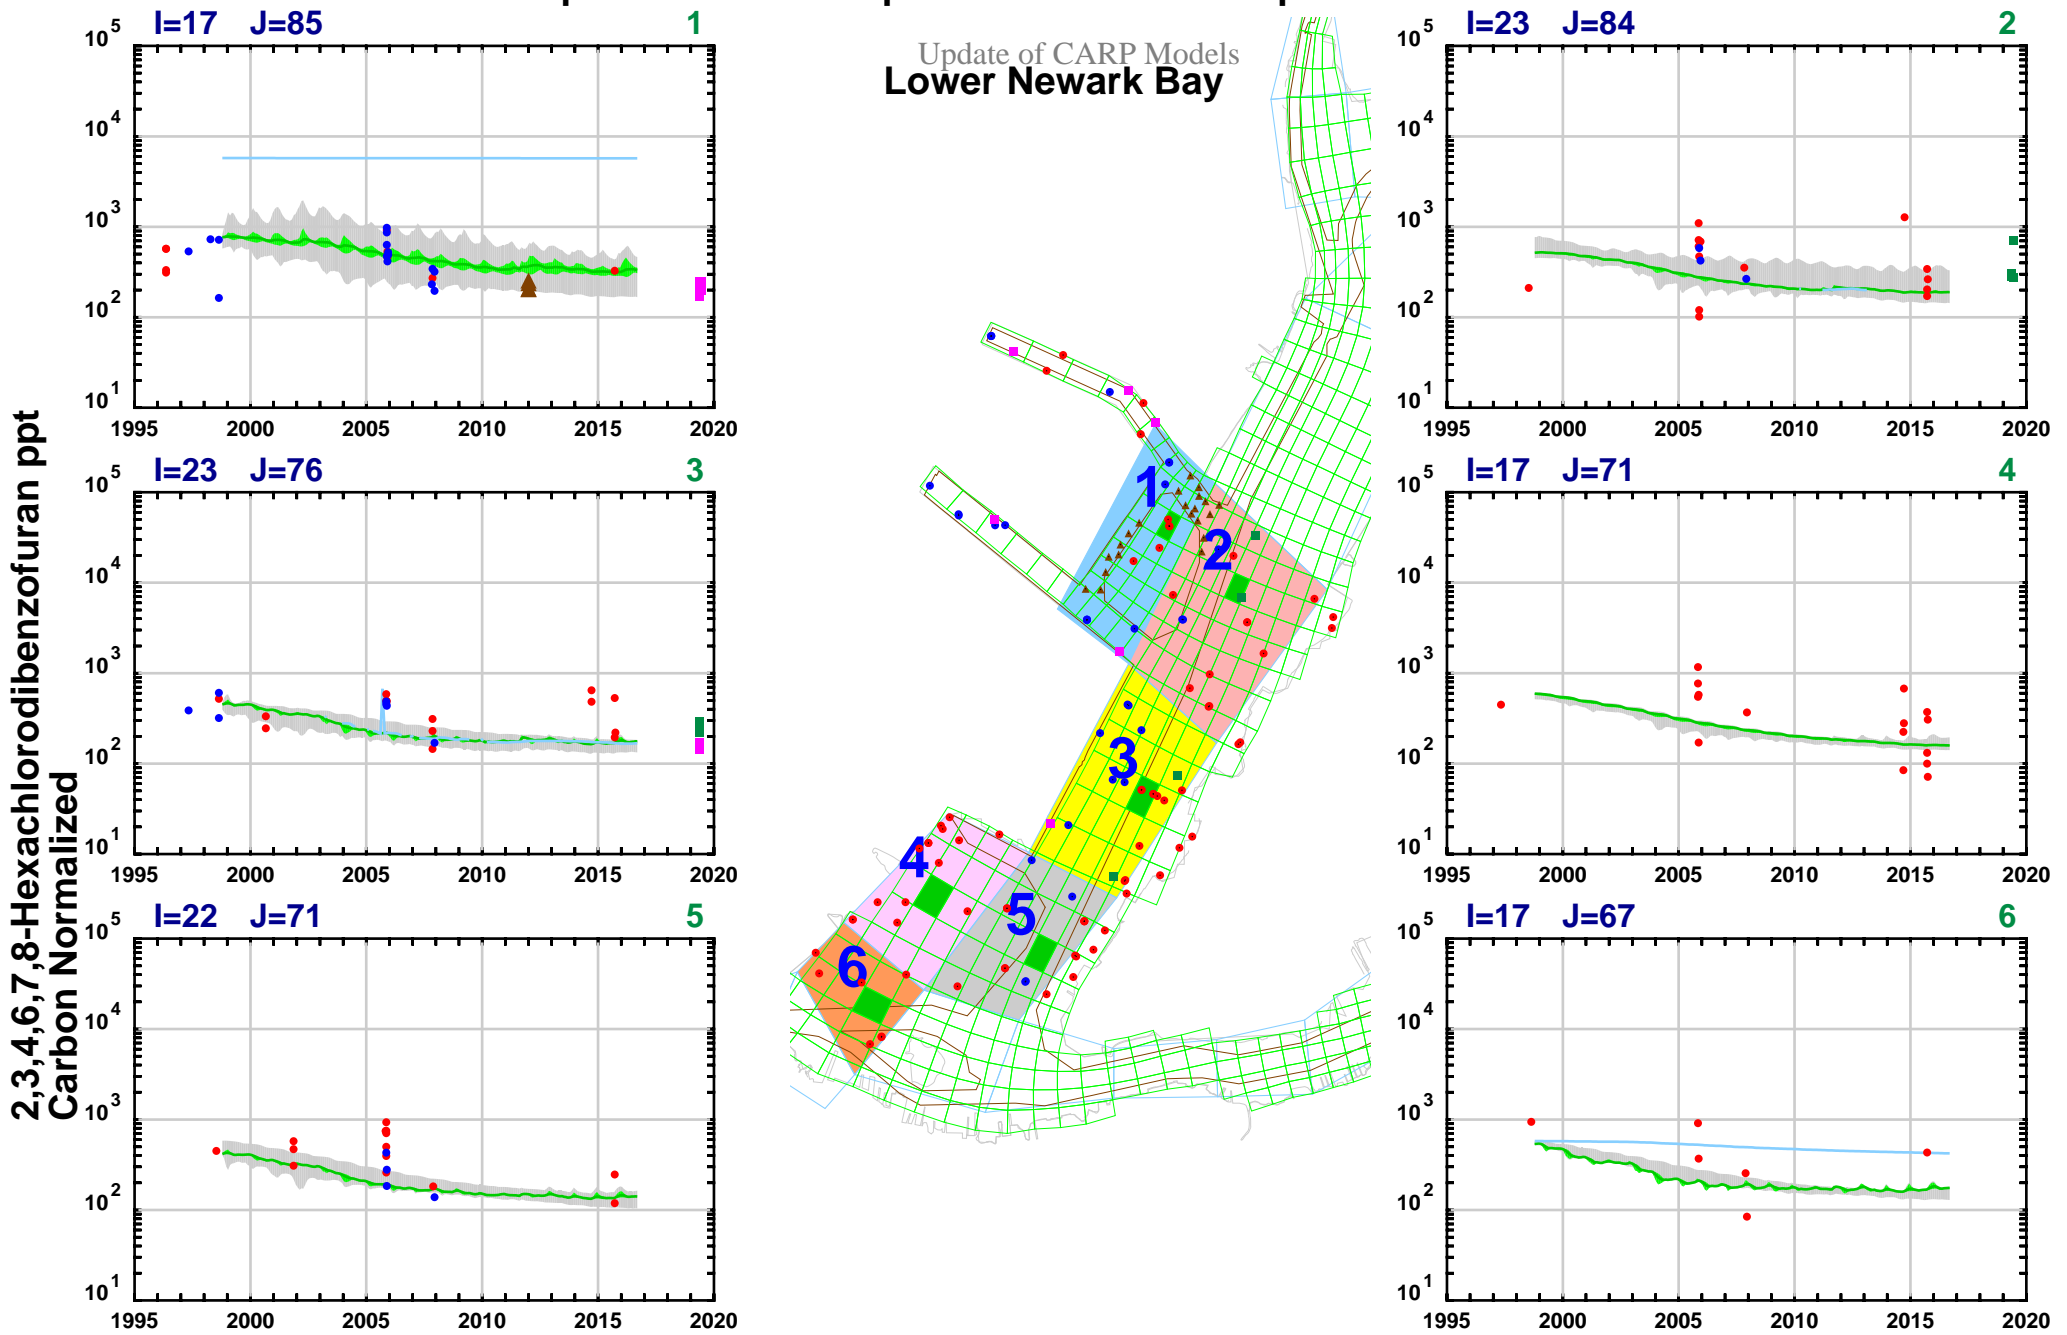 Update of CARP Models
Lower Newark Bay
2,3,4,6,7,8-Hexachlorodibenzofuran ppt
Carbon Normalized
I=17 J=85 1
10^5
10^4
10^3
10^2
10^1
1995 2000 2005 2010 2015 2020
I=23 J=84 2
10^5
10^4
10^3
10^2
10^1
1995 2000 2005 2010 2015 2020
I=23 J=76 3
10^5
10^4
10^3
10^2
10^1
1995 2000 2005 2010 2015 2020
I=17 J=71 4
10^5
10^4
10^3
10^2
10^1
1995 2000 2005 2010 2015 2020
I=22 J=71 5
10^5
10^4
10^3
10^2
10^1
1995 2000 2005 2010 2015 2020
I=17 J=67 6
10^5
10^4
10^3
10^2
10^1
1995 2000 2005 2010 2015 2020
1
2
3
4
5
6